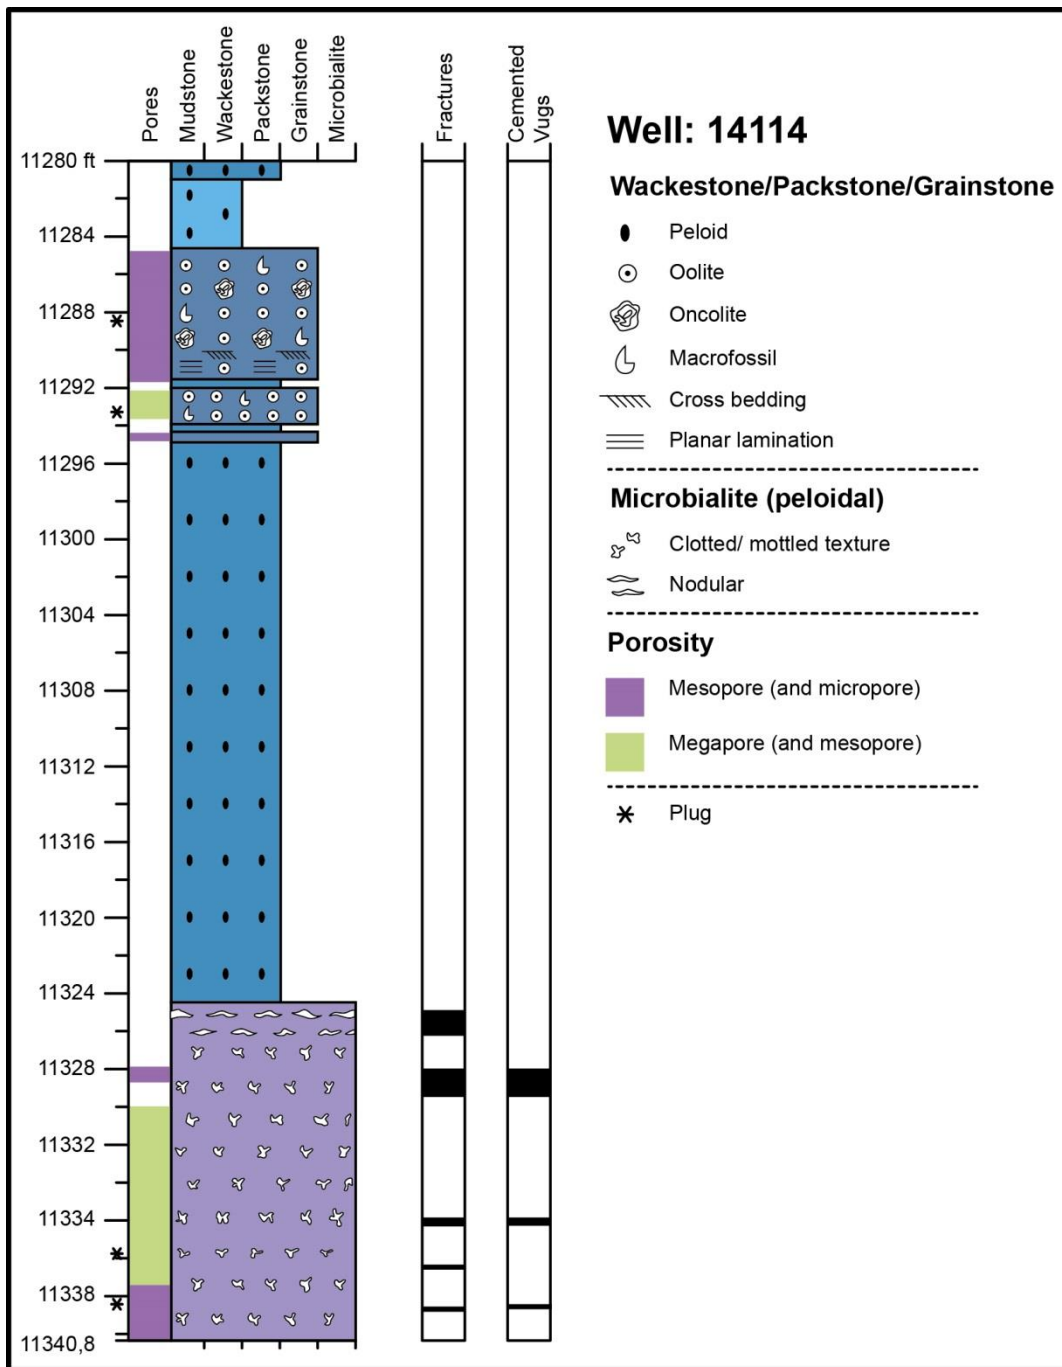 Pores
Mudstone
Wackestone
Packstone
Grainstone
Microbialite
Fractures
Cemented
Vugs
11280 ft
11284
11288
11292
11296
11300
11304
11308
11312
11316
11320
11324
11328
11332
11334
11338
11340,8
Well: 14114
Wackestone/Packstone/Grainstone
Peloid
Oolite
Oncolite
Macrofossil
Cross bedding
Planar lamination
Microbialite (peloidal)
Clotted/ mottled texture
Nodular
Porosity
Mesopore (and micropore)
Megapore (and mesopore)
Plug